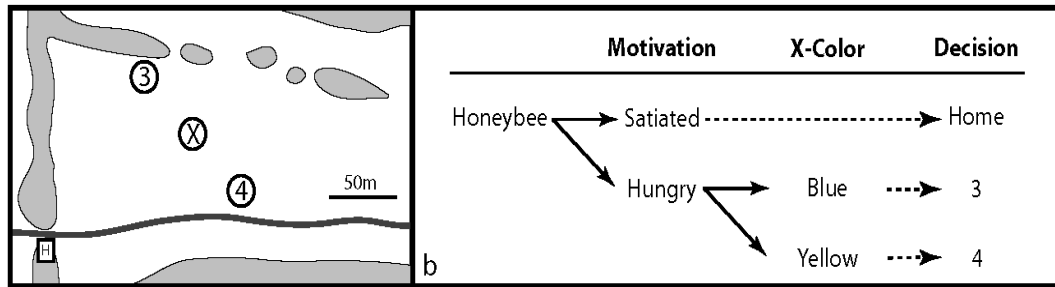 3
X
4
50m
H
b
Motivation X-Color Decision
Honeybee Satiated Home
Hungry Blue 3
Yellow 4